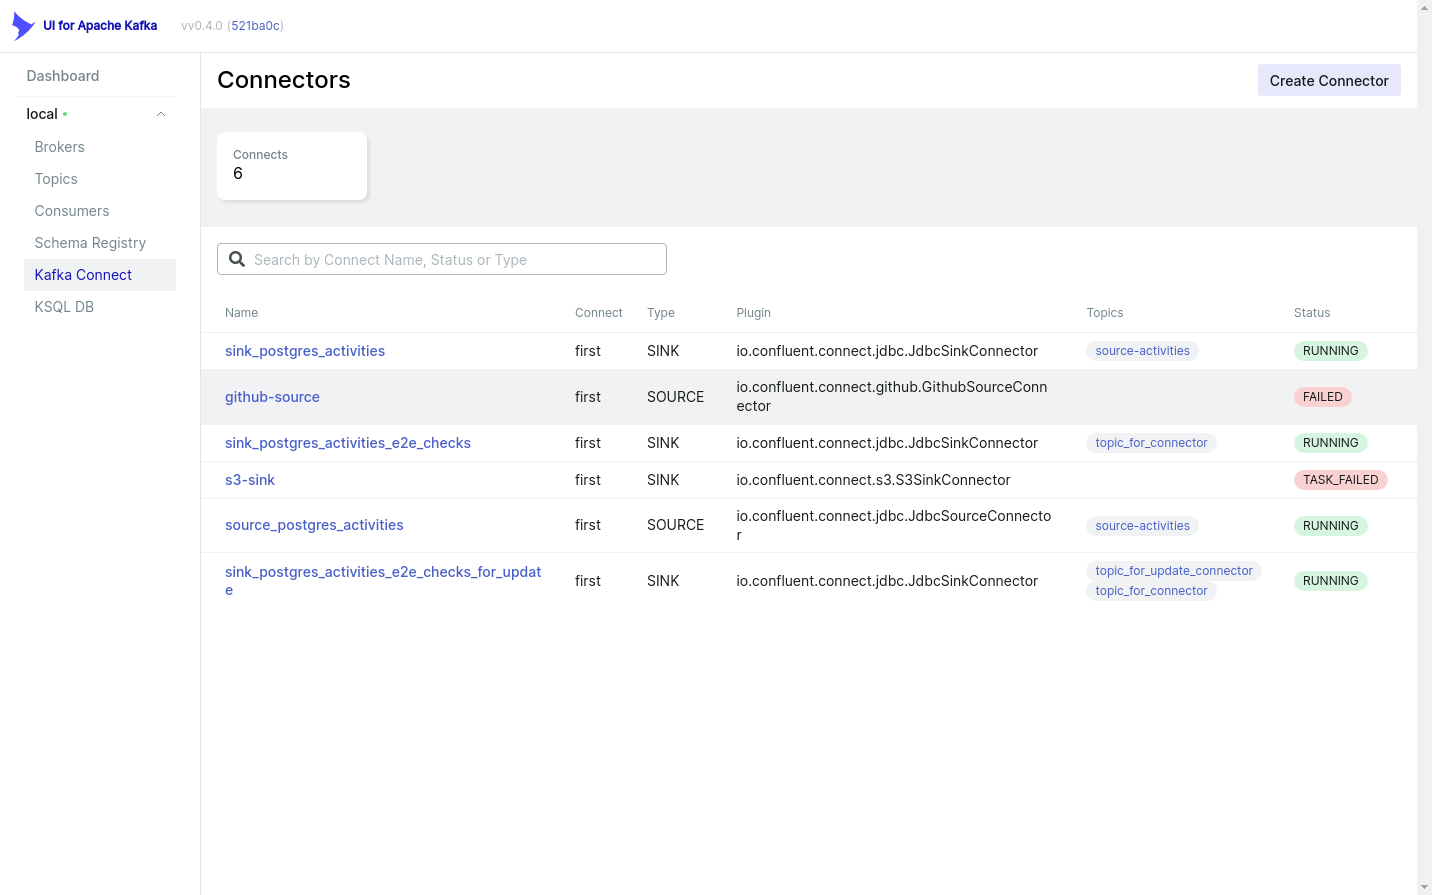 UI for Apache Kafka vv0.4.0 (521ba0c)
Dashboard
local
Brokers
Topics
Consumers
Schema Registry
Kafka Connect
KSQL DB
Connectors
Create Connector
Connects
6
Search by Connect Name, Status or Type
Name Connect Type Plugin Topics Status
sink_postgres_activities first SINK io.confluent.connect.jdbc.JdbcSinkConnector source-activities RUNNING
github-source first SOURCE io.confluent.connect.github.GithubSourceConn
ector
FAILED
sink_postgres_activities_e2e_checks first SINK io.confluent.connect.jdbc.JdbcSinkConnector topic_for_connector RUNNING
s3-sink first SINK io.confluent.connect.s3.S3SinkConnector TASK_FAILED
source_postgres_activities first SOURCE io.confluent.connect.jdbc.JdbcSourceConnecto
r
source-activities RUNNING
sink_postgres_activities_e2e_checks_for_updat
e
first SINK io.confluent.connect.jdbc.JdbcSinkConnector
topic_for_update_connector
topic_for_connector
RUNNING